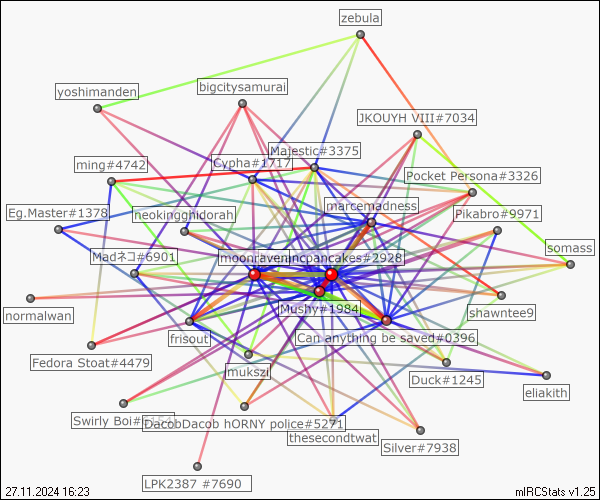 zebula
bigcitysamurai
yoshimanden
JKOUYH VIII#7034
Majestic#3375
ming#4742
Cypha#1717
Pocket Persona#3326
marcemadness
Eg.Master#1378
neokingghidorah
Pikabro#9971
Madネコ#6901
moonraven
incpancakes#2928
somass
normalwan
Mushy#1984
shawntee9
frisout
Can anything be saved#0396
Fedora Stoat#4479
mukszi
Duck#1245
eliakith
Swirly Boi#
DacobDacob hORNY police#5271
thesecondtwat
Silver#7938
LPK2387 #7690
27.11.2024 16:23
mIRCStats v1.25